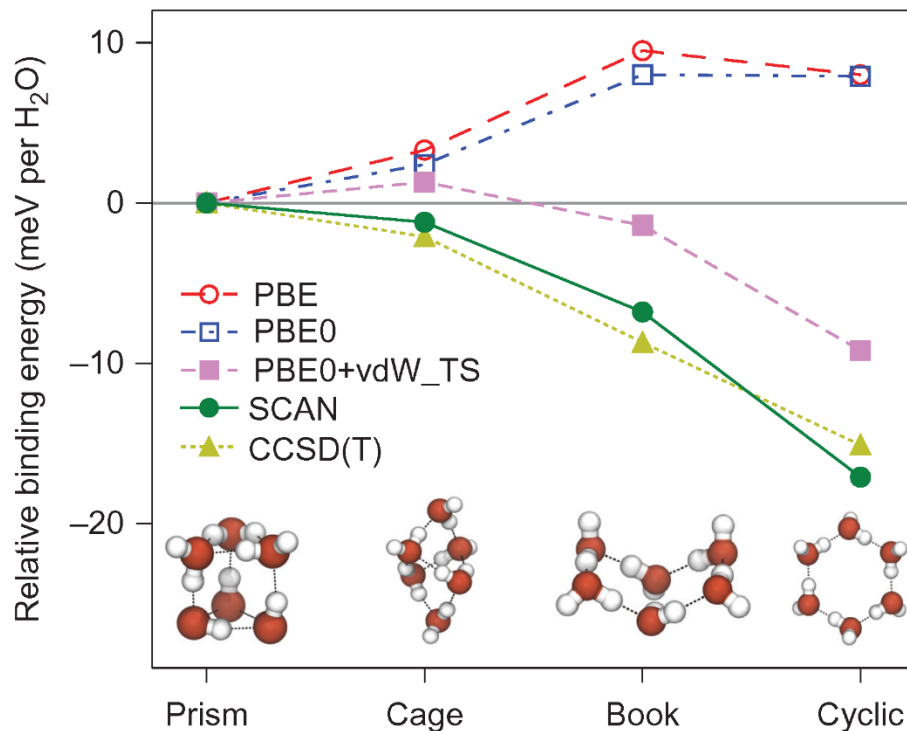 Relative binding energy (meV per H₂O)
10
0
−10
−20
PBE
PBE0
PBE0+vdW_TS
SCAN
CCSD(T)
Prism
Cage
Book
Cyclic